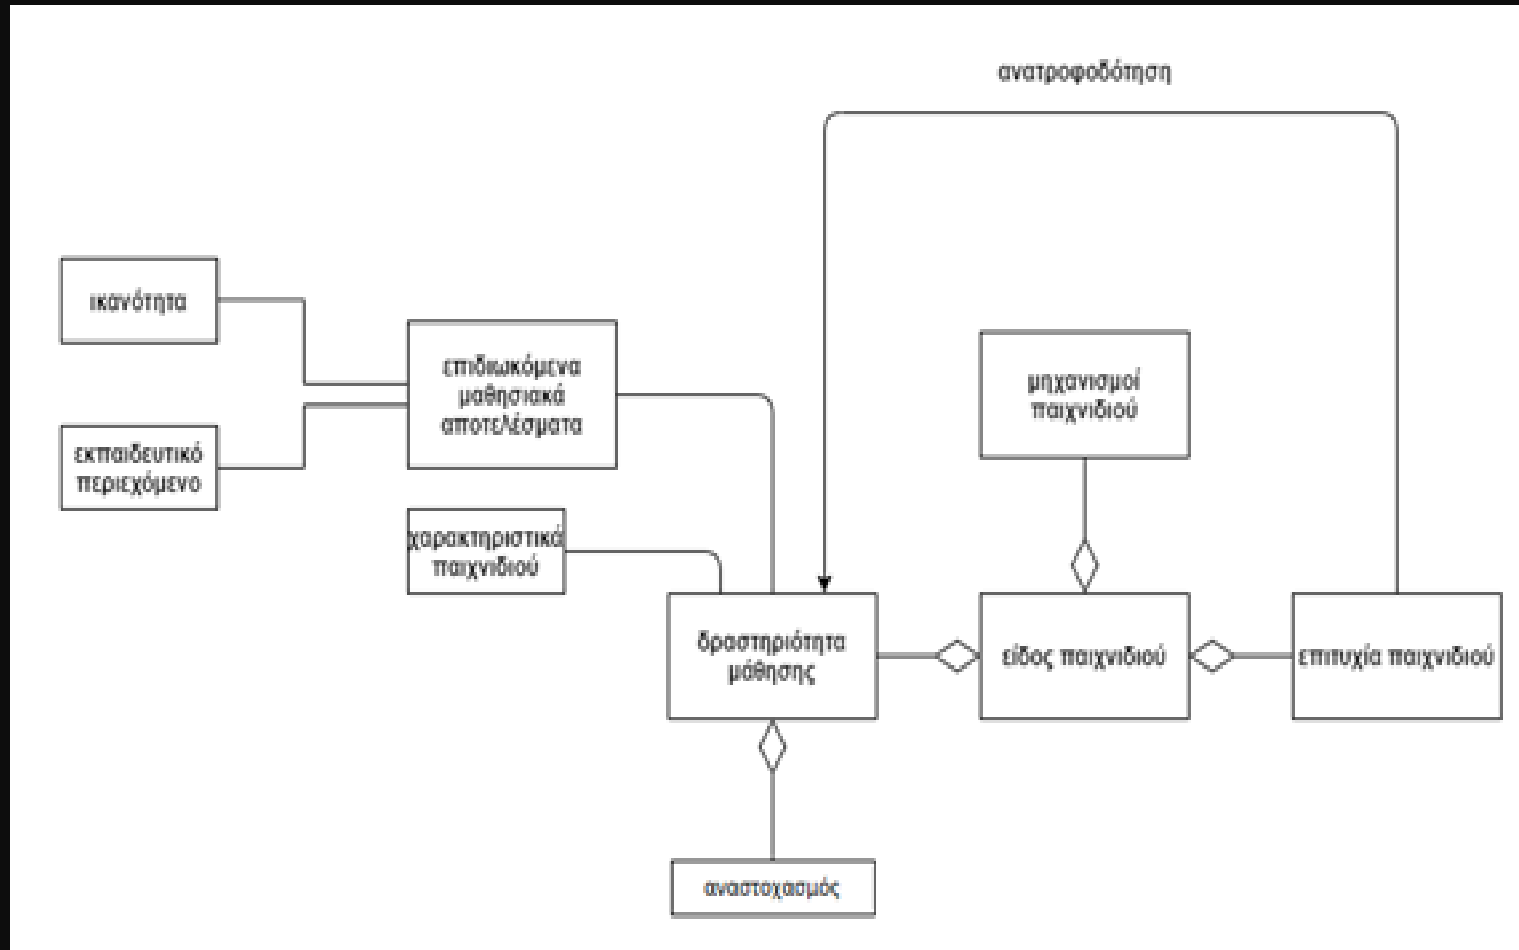 ανατροφοδότηση
ικανότητα
επιδιωκόμενα
μαθησιακά
αποτελέσματα
μηχανισμοί
παιχνιδιού
εκπαιδευτικό
περιεχόμενο
χαρακτηριστικά
παιχνιδιού
δραστηριότητα
μάθησης
είδος παιχνιδιού
επιτυχία παιχνιδιού
αναστοχασμός